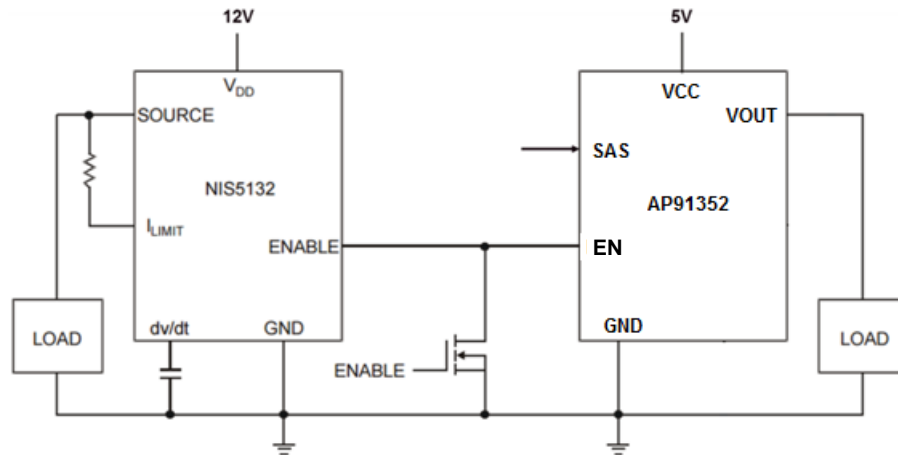 12V
5V
VDD
SOURCE
NIS5132
ILIMIT
ENABLE
dv/dt
GND
LOAD
ENABLE
VCC
VOUT
SAS
AP91352
EN
GND
LOAD